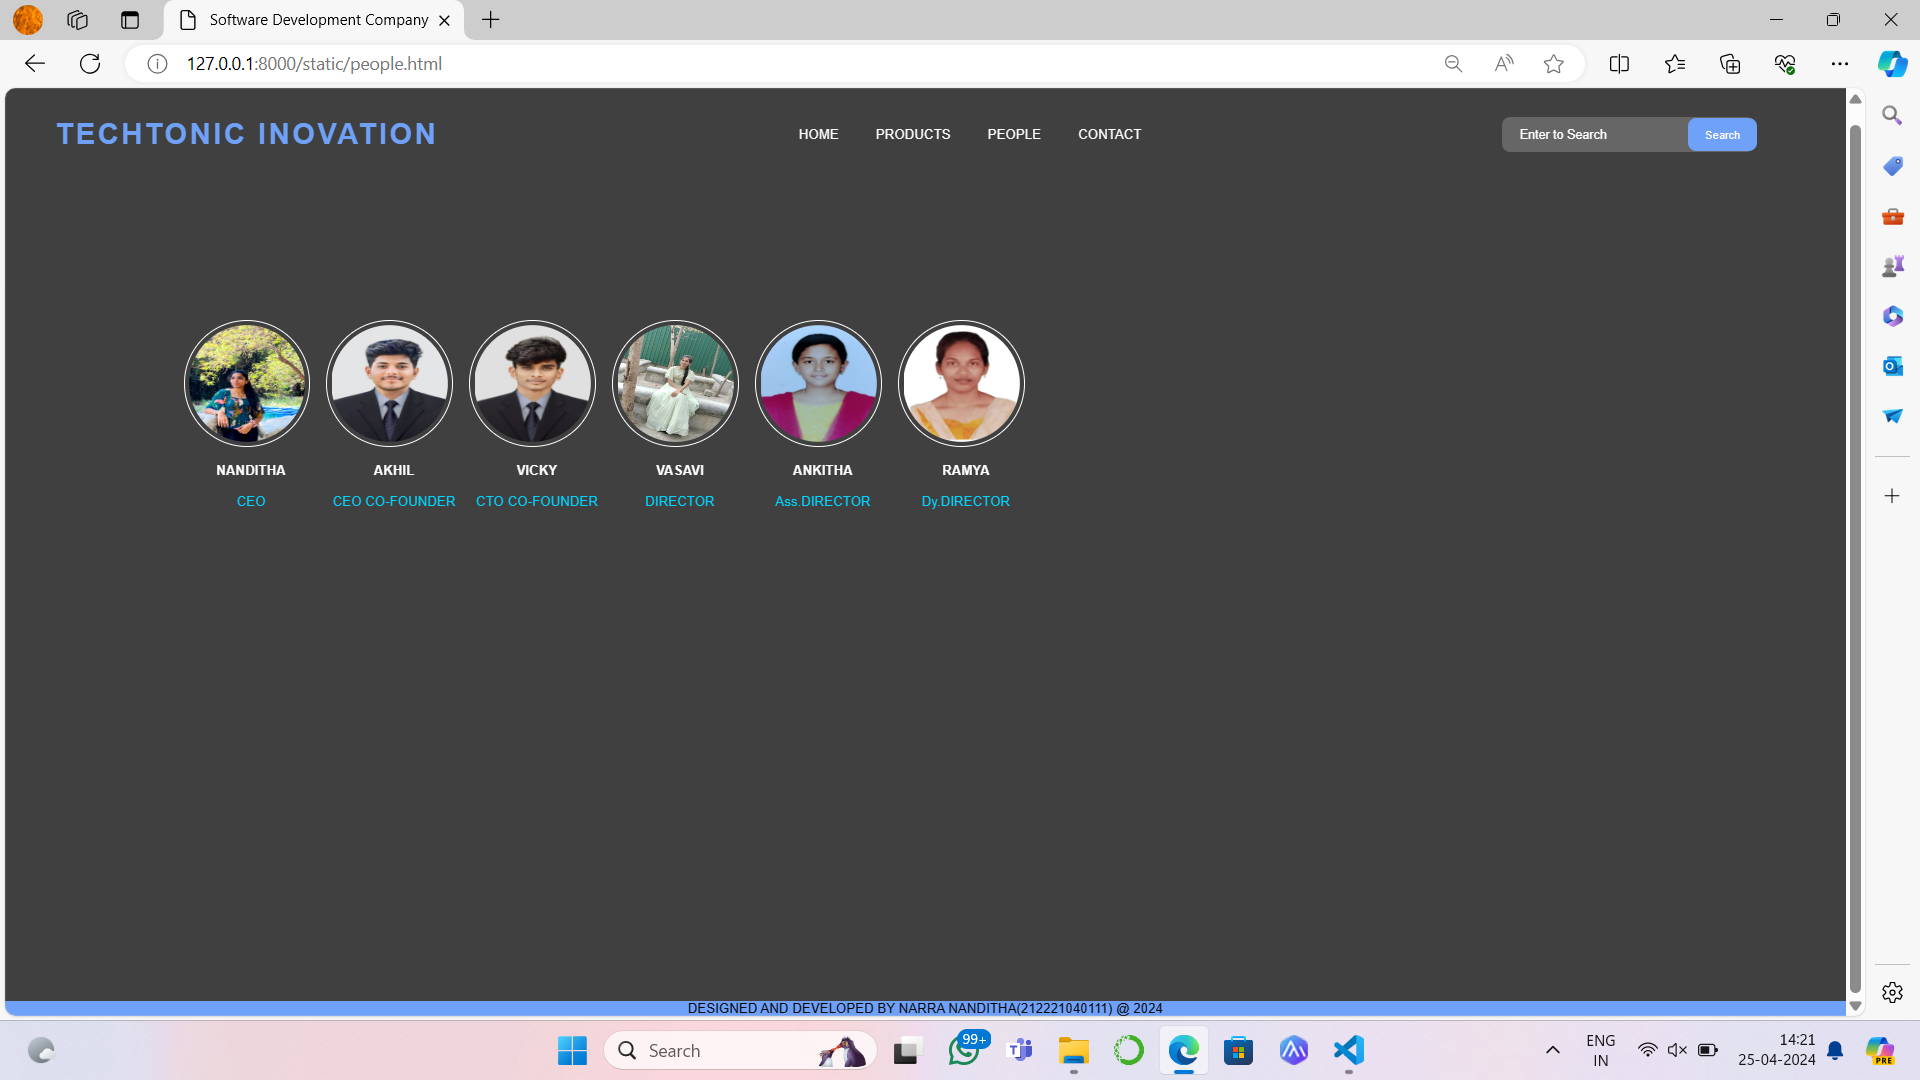 Software Development Company
127.0.0.1:8000/static/people.html
TECHTONIC INOVATION
HOME PRODUCTS PEOPLE CONTACT
Enter to Search Search
NANDITHA AKHIL VICKY VASAVI ANKITHA RAMYA
CEO CEO CO-FOUNDER CTO CO-FOUNDER DIRECTOR Ass.DIRECTOR Dy.DIRECTOR
DESIGNED AND DEVELOPED BY NARRA NANDITHA(212221040111) @ 2024
Search 99+ ENG 14:21
IN 25-04-2024 PRE